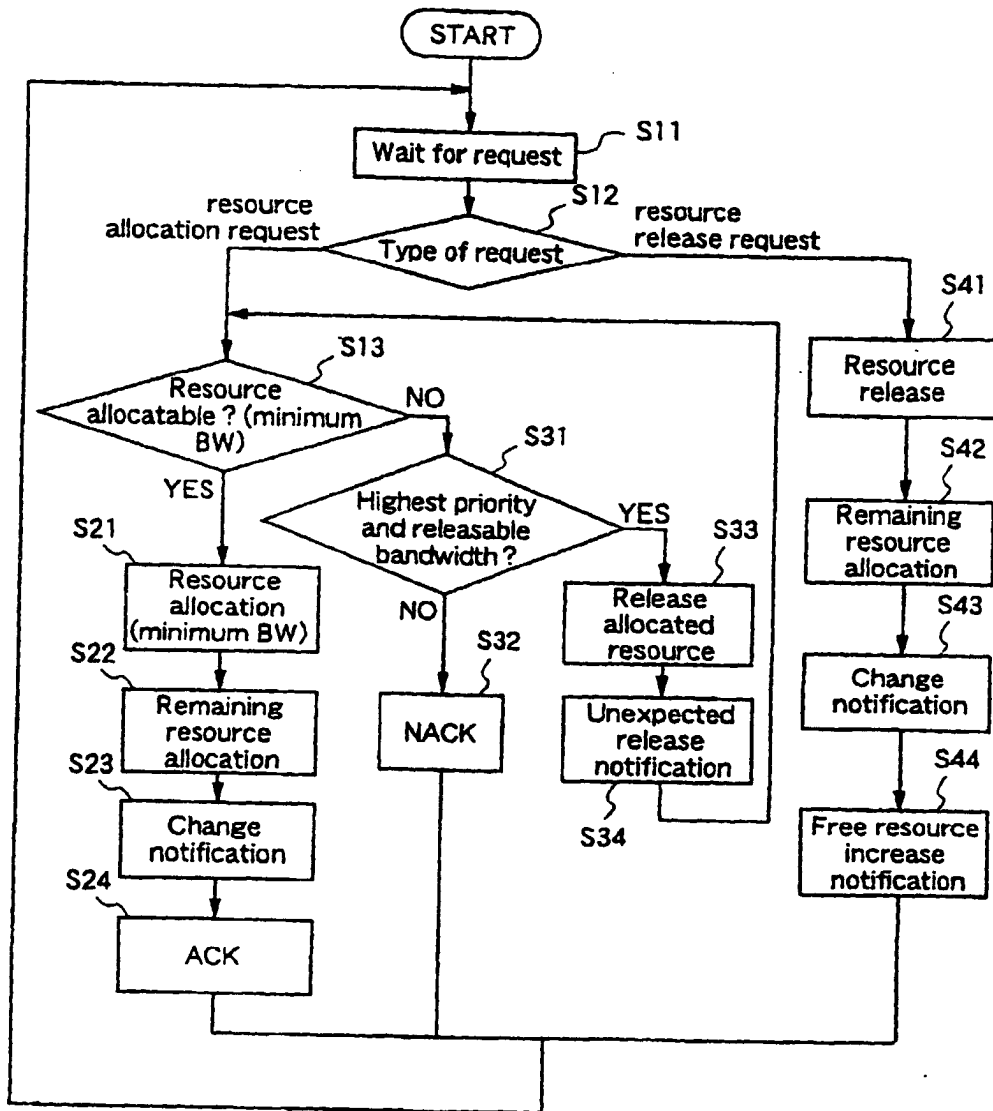 START
S11
Wait for request
S12
resource
allocation request
Type of request
resource
release request
S41
Resource
release
S13
Resource
allocatable ? (minimum
BW)
NO
YES
S31
Highest priority
and releasable
bandwidth ?
YES
NO
S42
Remaining
resource
allocation
S21
Resource
allocation
(minimum BW)
S33
Release
allocated
resource
S43
Change
notification
S22
Remaining
resource
allocation
S32
NACK
Unexpected
release
notification
S34
S44
Free resource
increase
notification
S23
Change
notification
S24
ACK